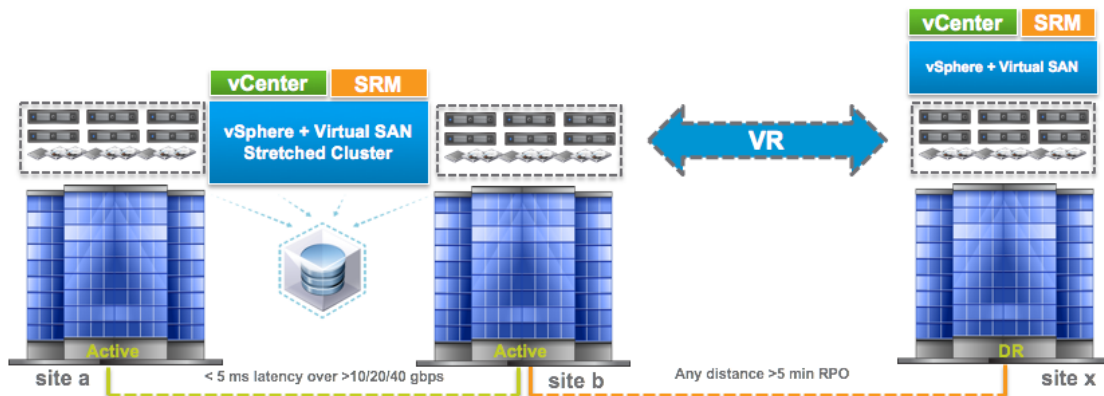 vCenter
SRM
vSphere + Virtual SAN
vCenter
SRM
vSphere + Virtual SAN
Stretched Cluster
VR
Active
Active
DR
site a
< 5 ms latency over >10/20/40 gbps
site b
Any distance >5 min RPO
site x